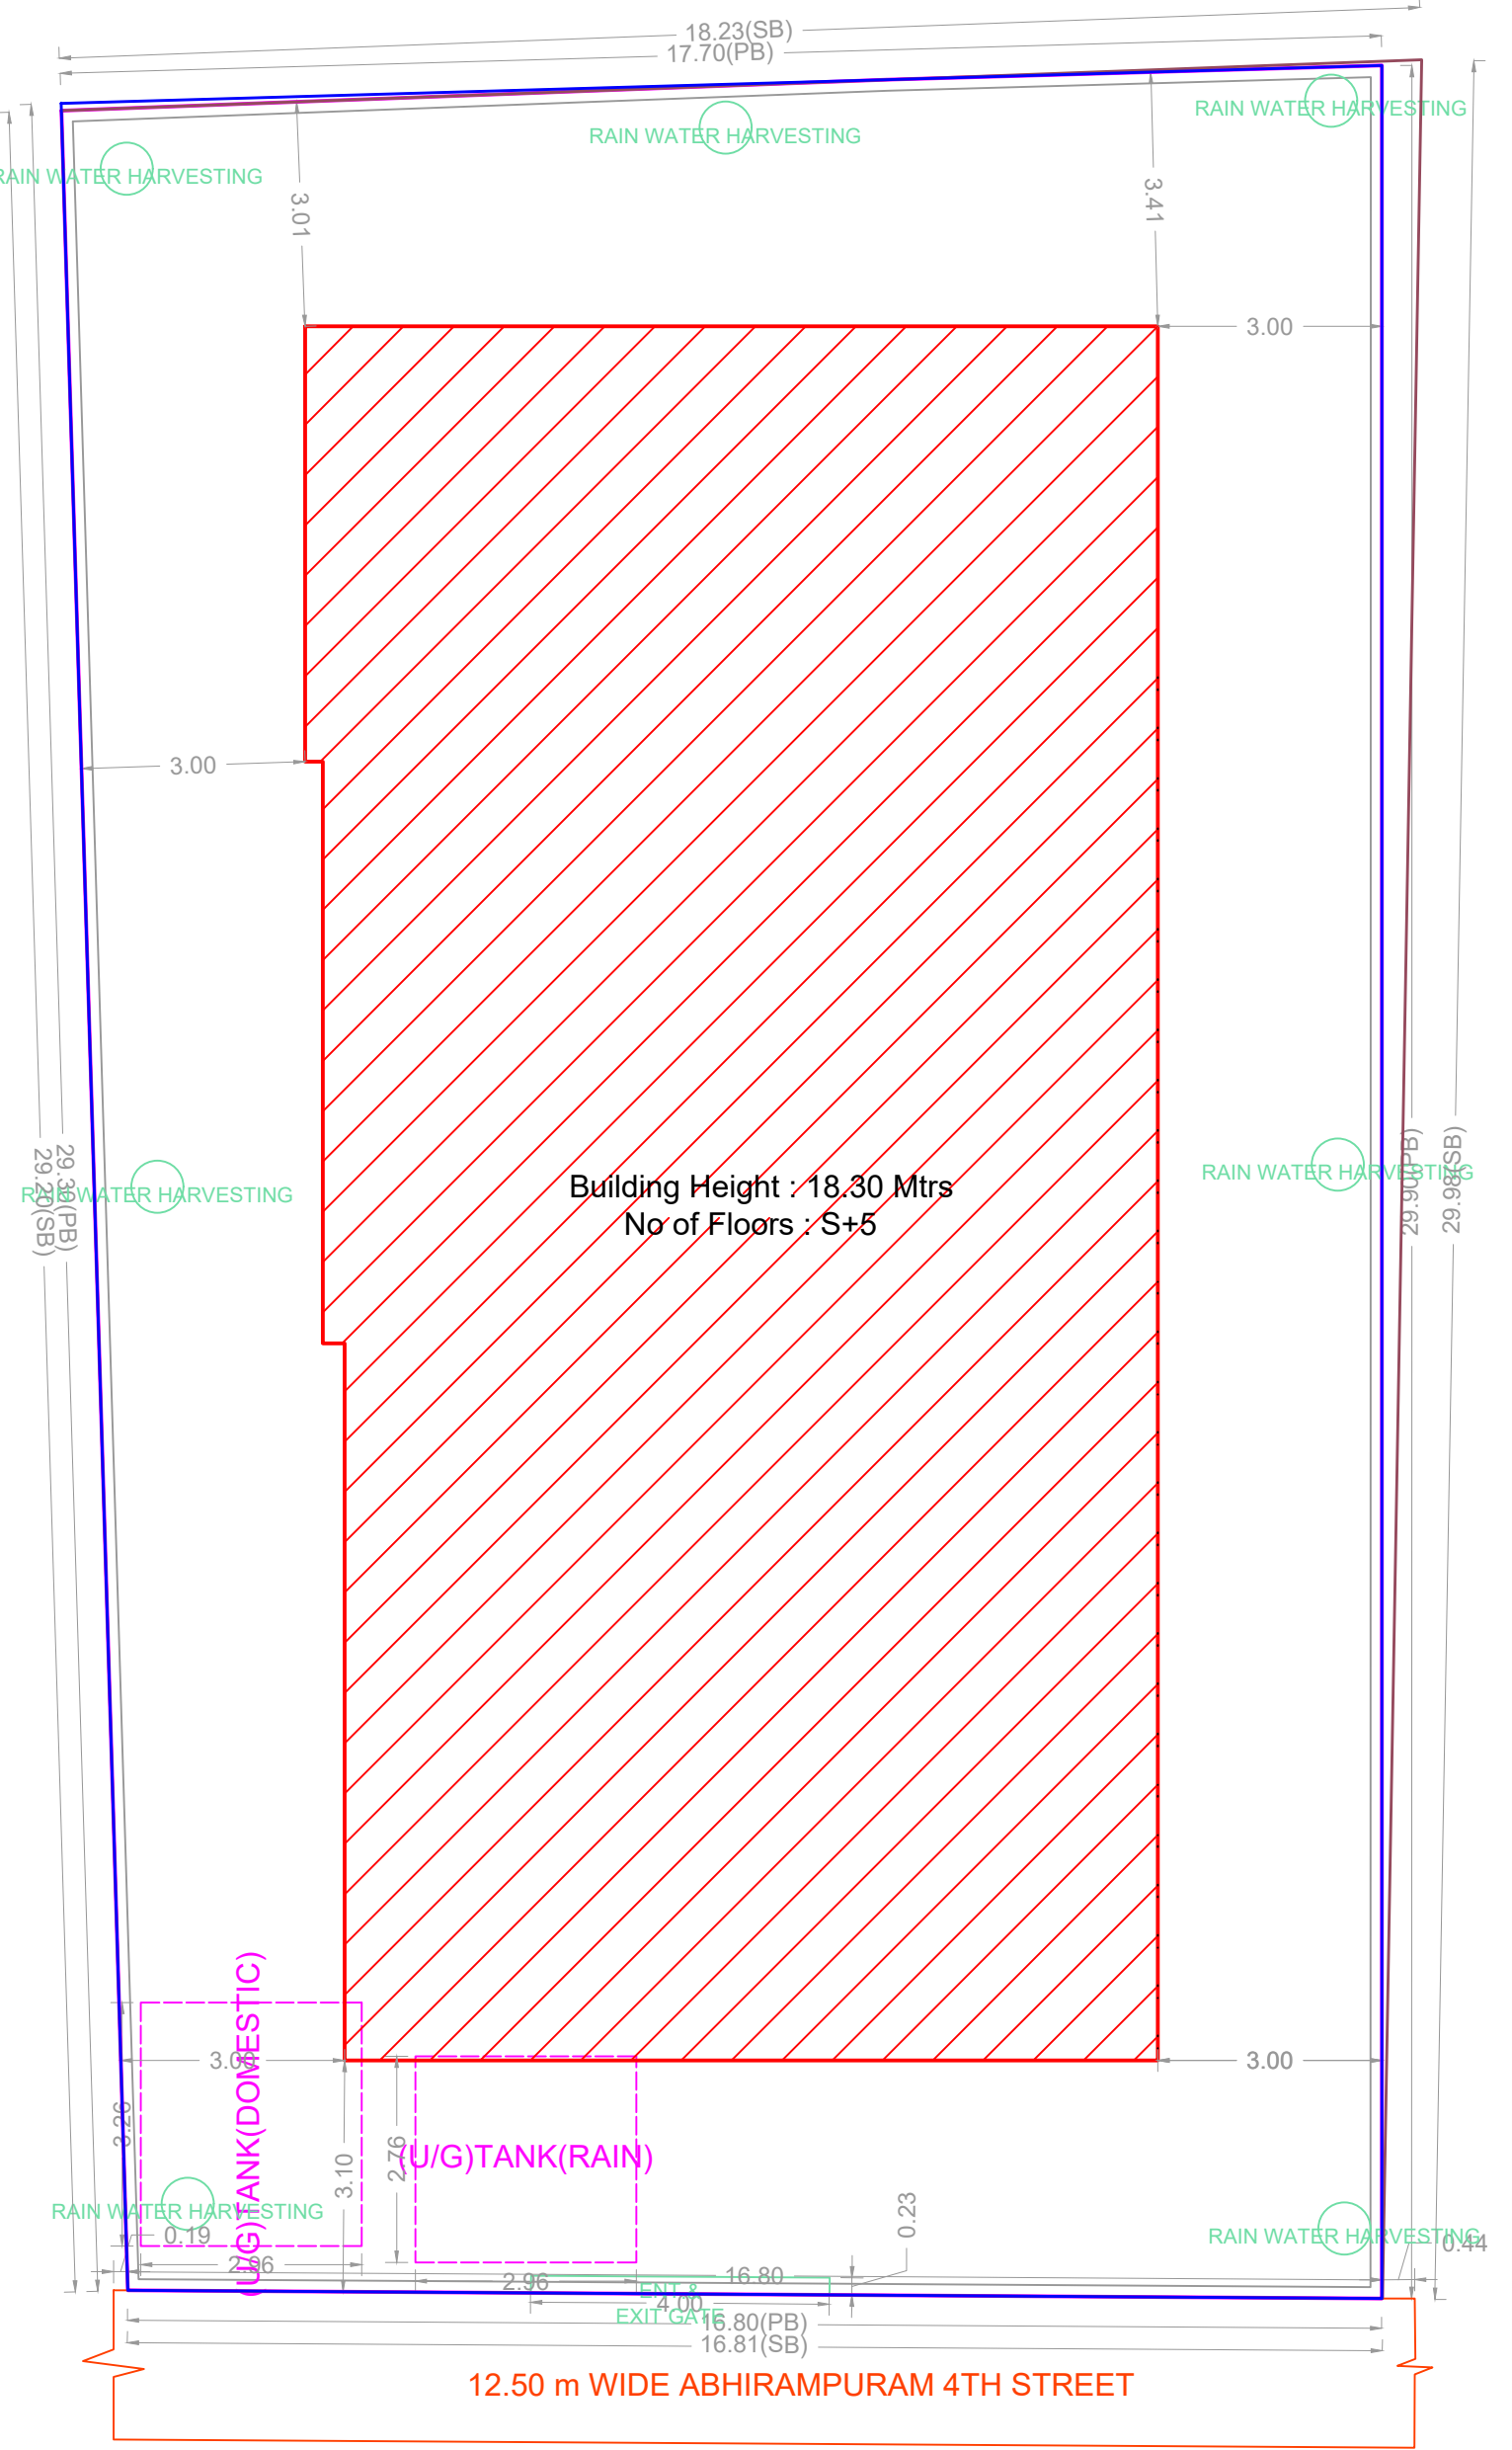 18.23(SB)
17.70(PB)
RAIN WATER HARVESTING
RAIN WATER HARVESTING
RAIN WATER HARVESTING
3.01
3.41
3.00
3.00
29.20(SB)
29.30(PB)
RAIN WATER HARVESTING
Building Height : 18.30 Mtrs
No of Floors : S+5
RAIN WATER HARVESTING
29.90(PB)
29.98(SB)
(U/G)TANK(DOMESTIC)
3.00
3.00
3.26
3.10
2.76
(U/G)TANK(RAIN)
RAIN WATER HARVESTING
0.19
2.96
0.23
RAIN WATER HARVESTING
0.44
16.80
2.96
ENT &
4.00
EXIT GATE
16.80(PB)
16.81(SB)
12.50 m WIDE ABHIRAMPURAM 4TH STREET